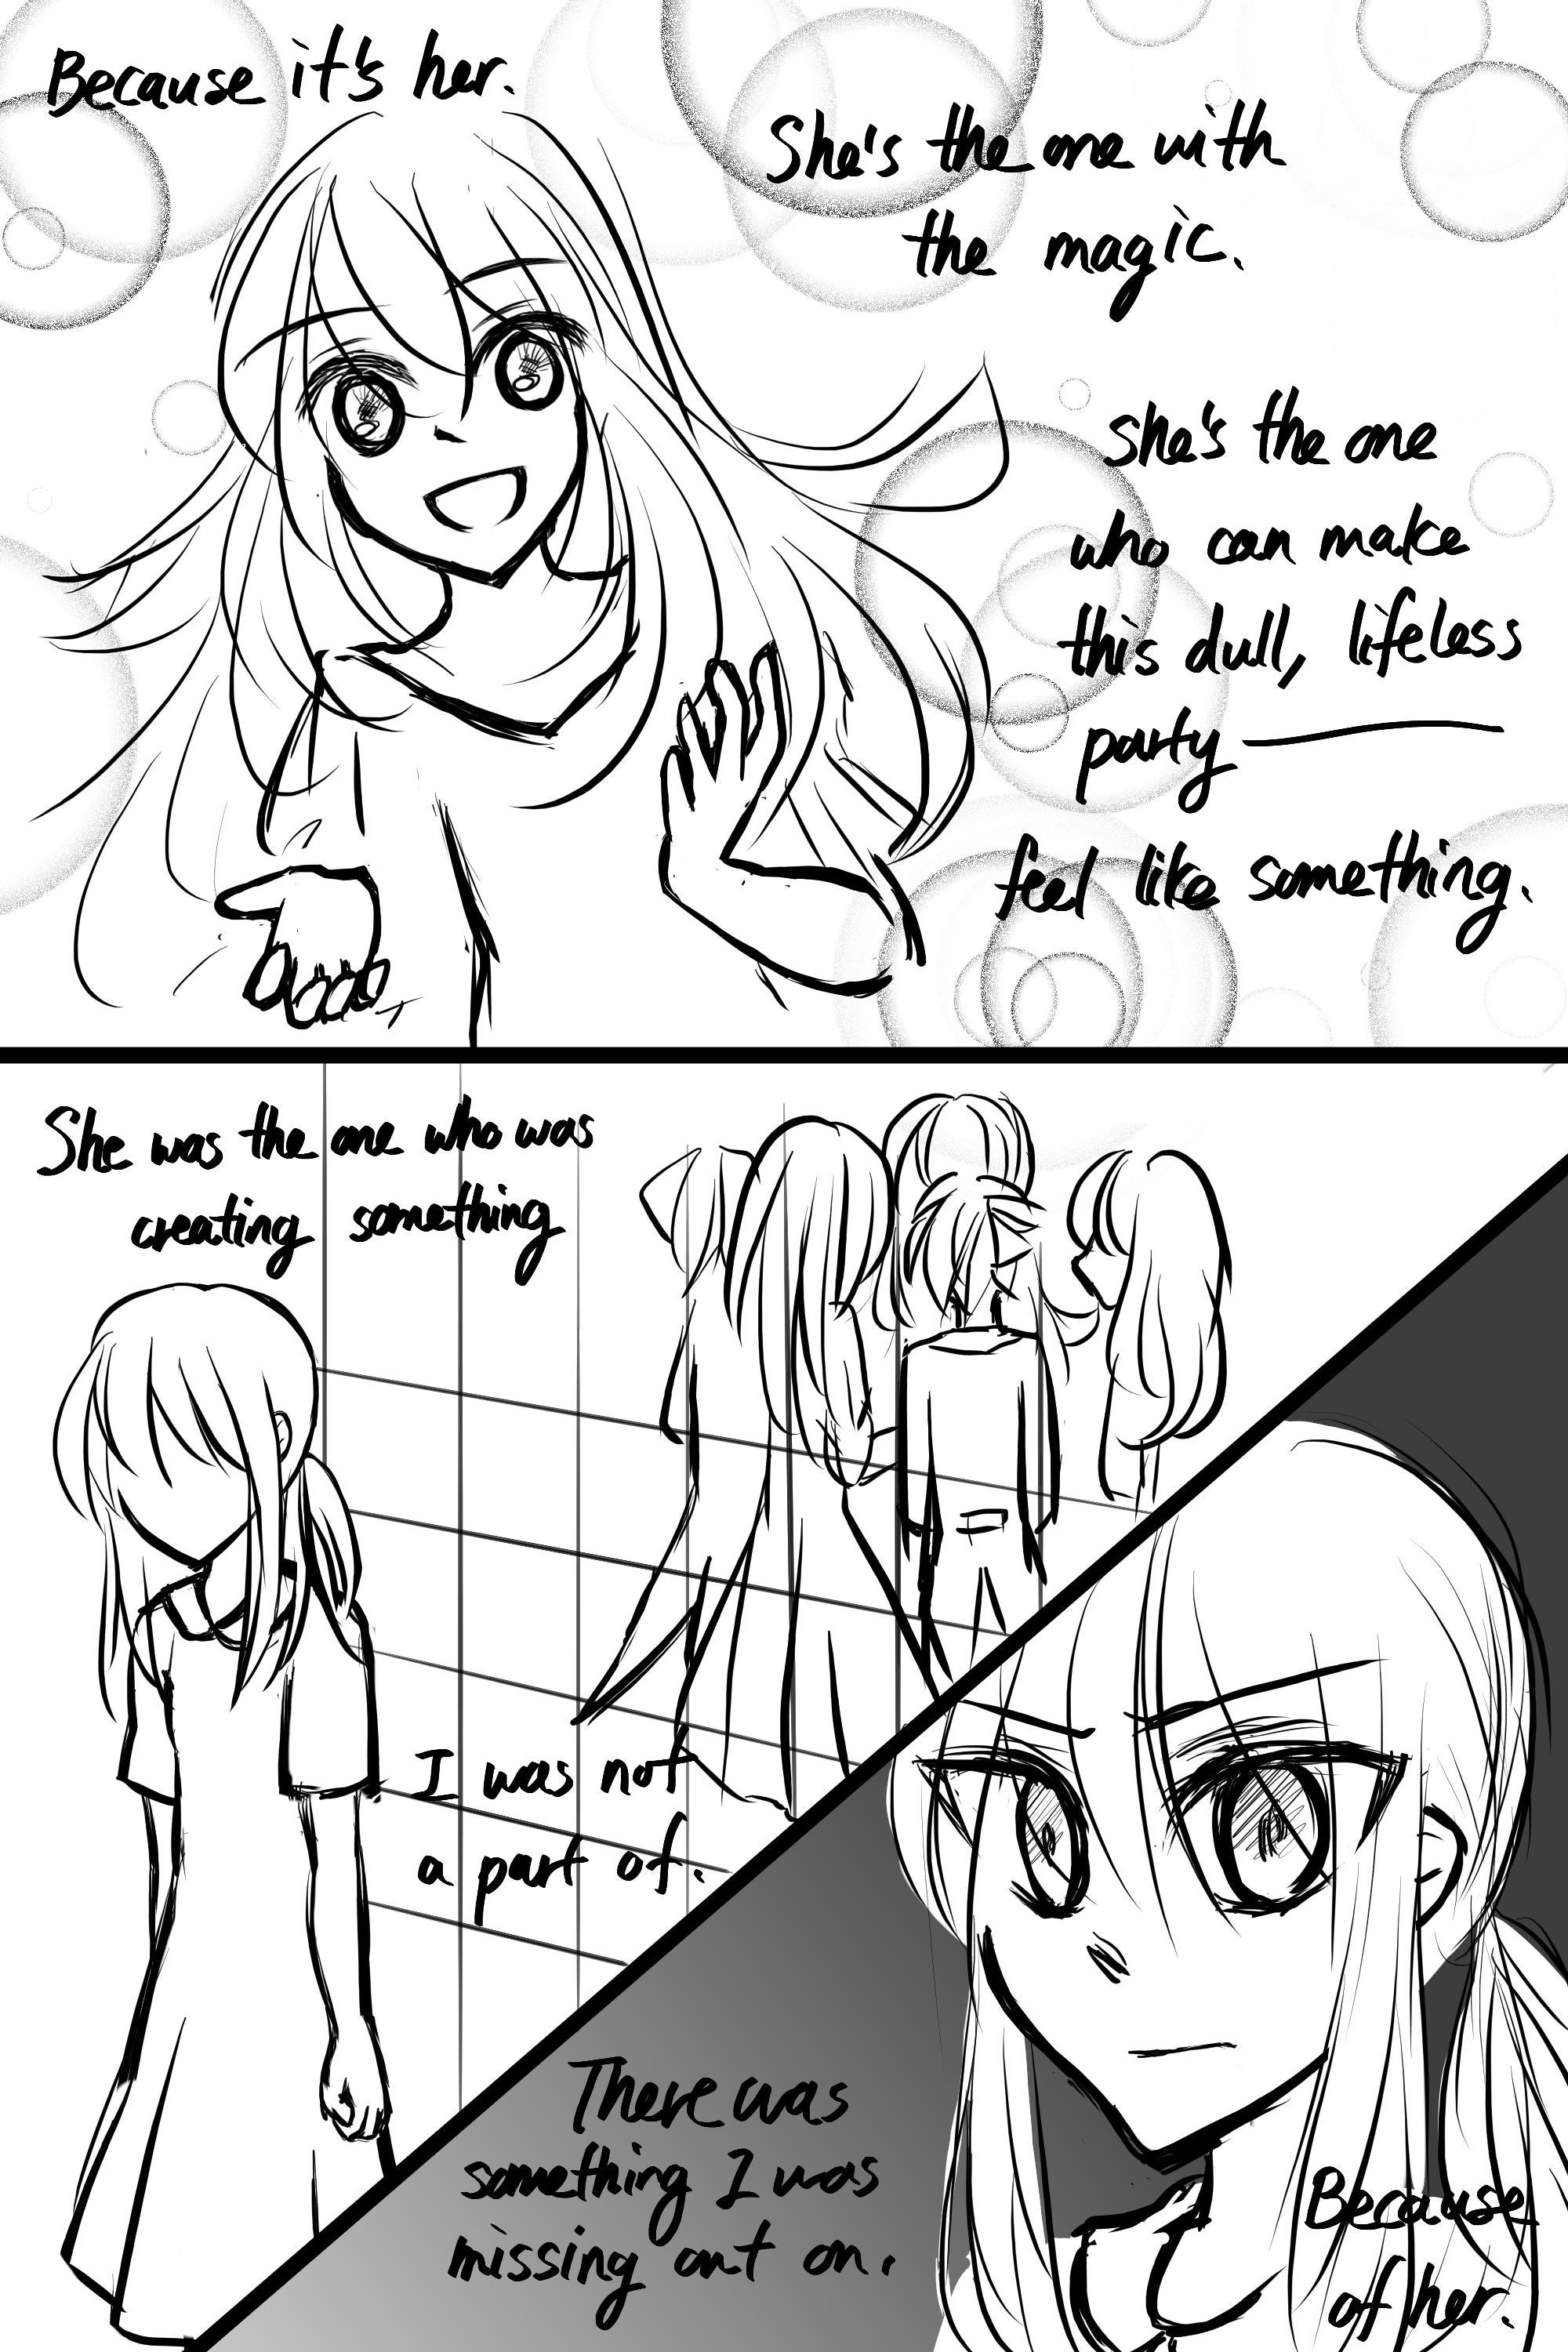 Because it's her.
She's the one with
the magic.
She's the one
who can make
this dull, lifeless
party —
feel like something.
She was the one who was
creating something
I was not
a part of.
There was
something I was
missing out on.
Because
of her.